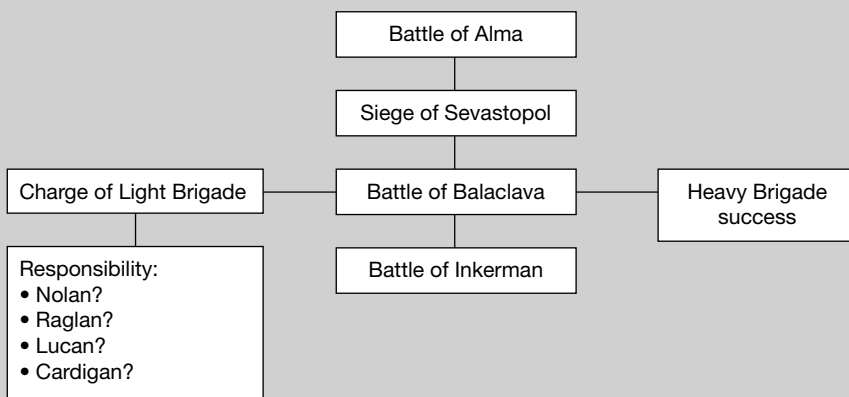 Battle of Alma
Siege of Sevastopol
Charge of Light Brigade
Battle of Balaclava
Heavy Brigade
success
Responsibility:
• Nolan?
• Raglan?
• Lucan?
• Cardigan?
Battle of Inkerman